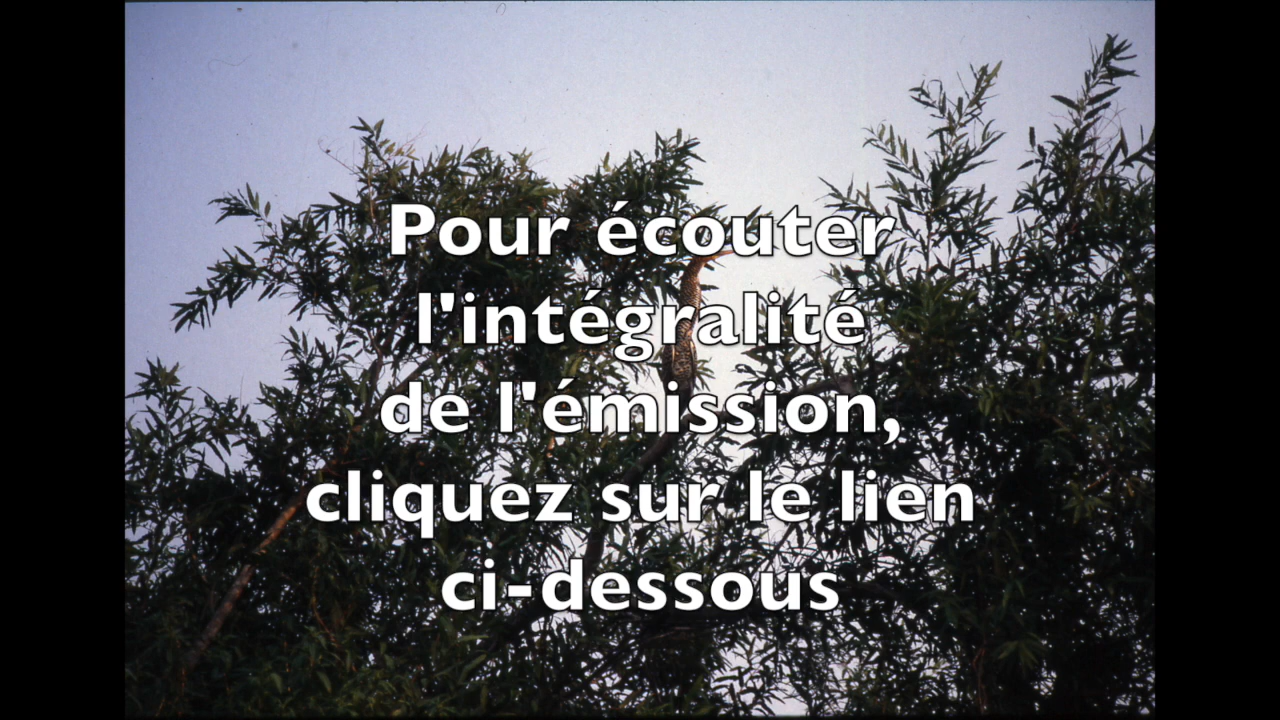 Pour écouter
l'intégralité
de l'émission,
cliquez sur le lien
ci-dessous